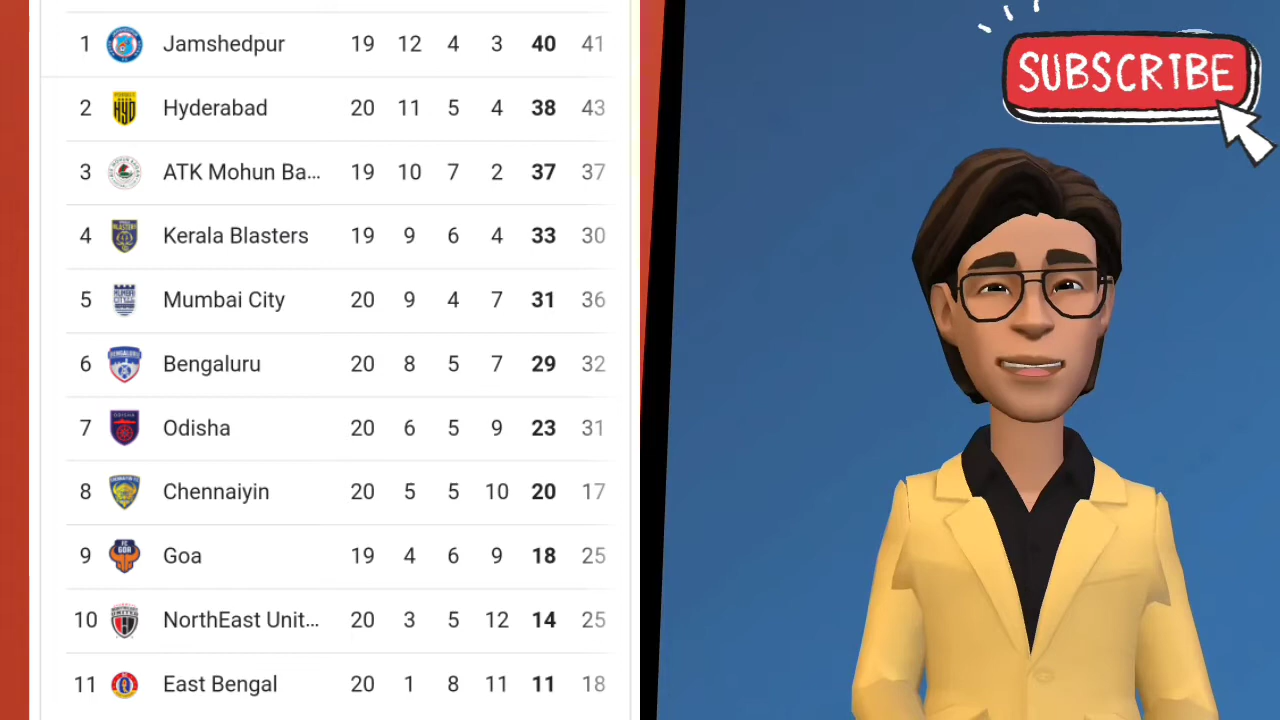 1 Jamshedpur 19 12 4 3 40 41
2 Hyderabad 20 11 5 4 38 43
3 ATK Mohun Ba... 19 10 7 2 37 37
4 Kerala Blasters 19 9 6 4 33 30
5 Mumbai City 20 9 4 7 31 36
6 Bengaluru 20 8 5 7 29 32
7 Odisha 20 6 5 9 23 31
8 Chennaiyin 20 5 5 10 20 17
9 Goa 19 4 6 9 18 25
10 NorthEast Unit... 20 3 5 12 14 25
11 East Bengal 20 1 8 11 11 18
SUBSCRIBE